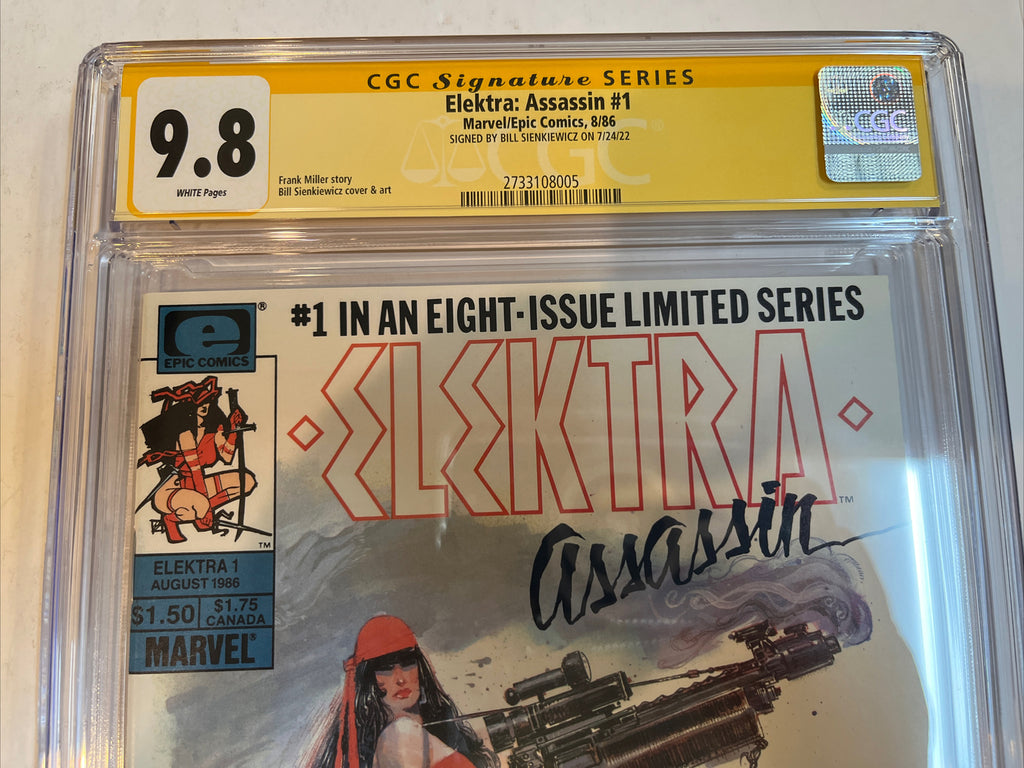 CGC Signature SERIES
Elektra: Assassin #1
Marvel/Epic Comics, 8/86
SIGNED BY BILL SIENKIEWICZ ON 7/24/22
9.8
WHITE Pages
Frank Miller story
Bill Sienkiewicz cover & art
2733108005
CGC
CGC
®
#1 IN AN EIGHT-ISSUE LIMITED SERIES
e ®
EPIC COMICS
ELEKTRA
TM
assassin
TM
ELEKTRA 1
AUGUST 1986
$1.50
$1.75
CANADA
MARVEL®